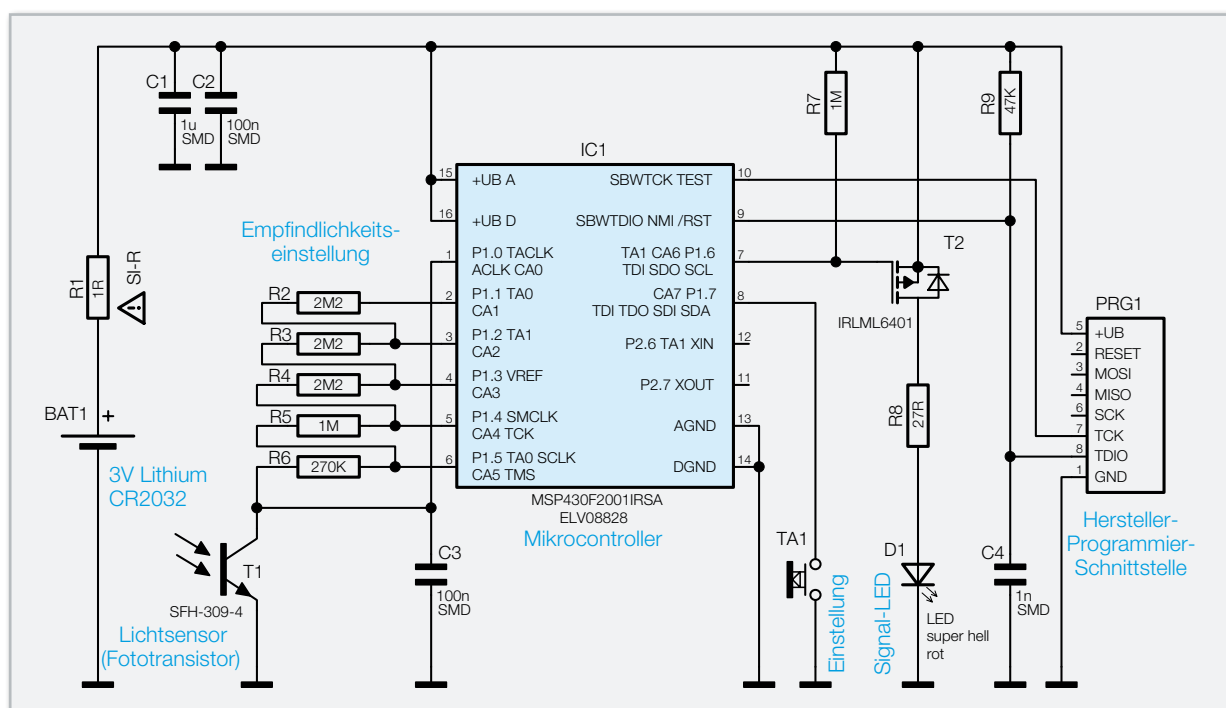 C1
1u
SMD
C2
100n
SMD
R7
1M
R9
47K
IC1
15
+UB A
16
+UB D
1
P1.0 TACLK
ACLK CA0
2
P1.1 TA0
CA1
3
P1.2 TA1
CA2
4
P1.3 VREF
CA3
5
P1.4 SMCLK
CA4 TCK
6
P1.5 TA0 SCLK
CA5 TMS
SBWTCK TEST
10
SBWTDIO NMI /RST
9
TA1 CA6 P1.6
TDI SDO SCL
7
CA7 P1.7
TDI TDO SDI SDA
8
P2.6 TA1 XIN
12
P2.7 XOUT
11
AGND
13
DGND
14
MSP430F2001IRSA
ELV08828
Mikrocontroller
Empfindlichkeits-
einstellung
R1
1R
SI-R
R2
2M2
R3
2M2
R4
2M2
R5
1M
R6
270K
BAT1
+
3V Lithium
CR2032
T1
SFH-309-4
Lichtsensor
(Fototransistor)
C3
100n
SMD
T2
IRLML6401
R8
27R
TA1
Einstellung
D1
Signal-LED
LED
super hell
rot
C4
1n
SMD
PRG1
5
+UB
2
RESET
3
MOSI
4
MISO
6
SCK
7
TCK
8
TDIO
1
GND
Hersteller-
Programmier-
Schnittstelle